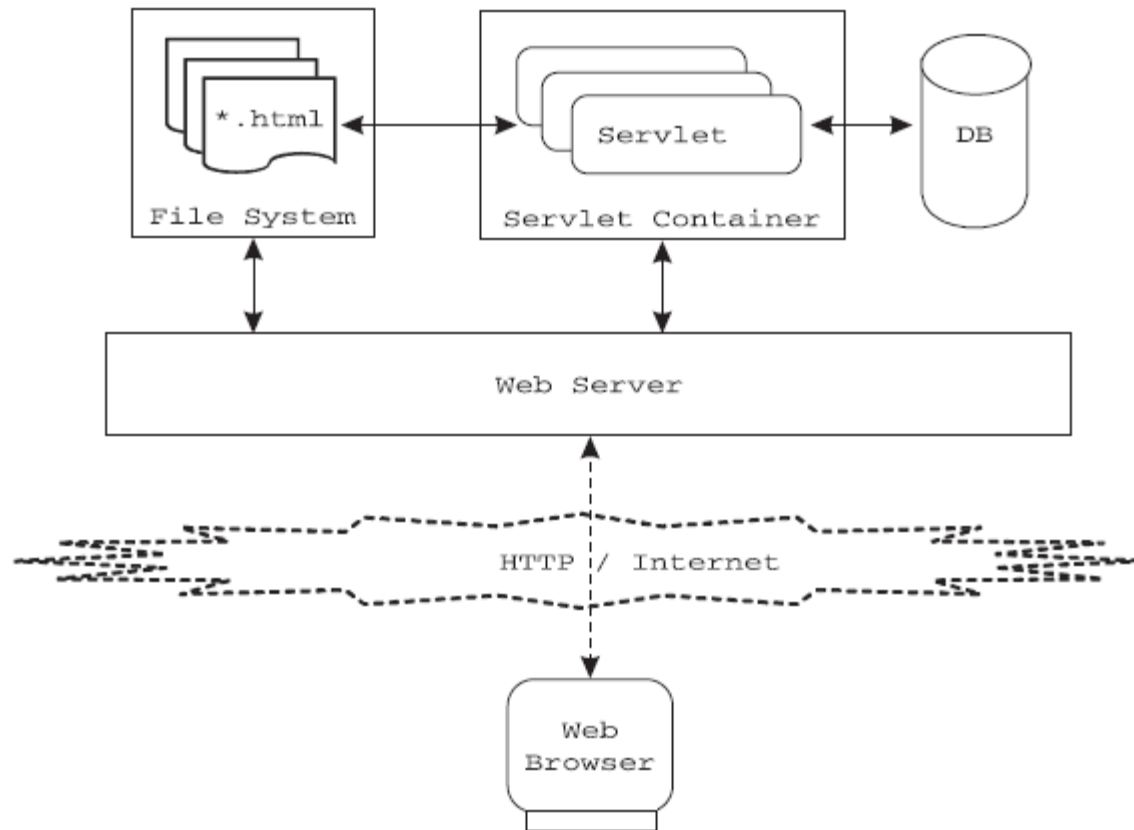 *.html
File System
Servlet
Servlet Container
DB
Web Server
HTTP / Internet
Web
Browser